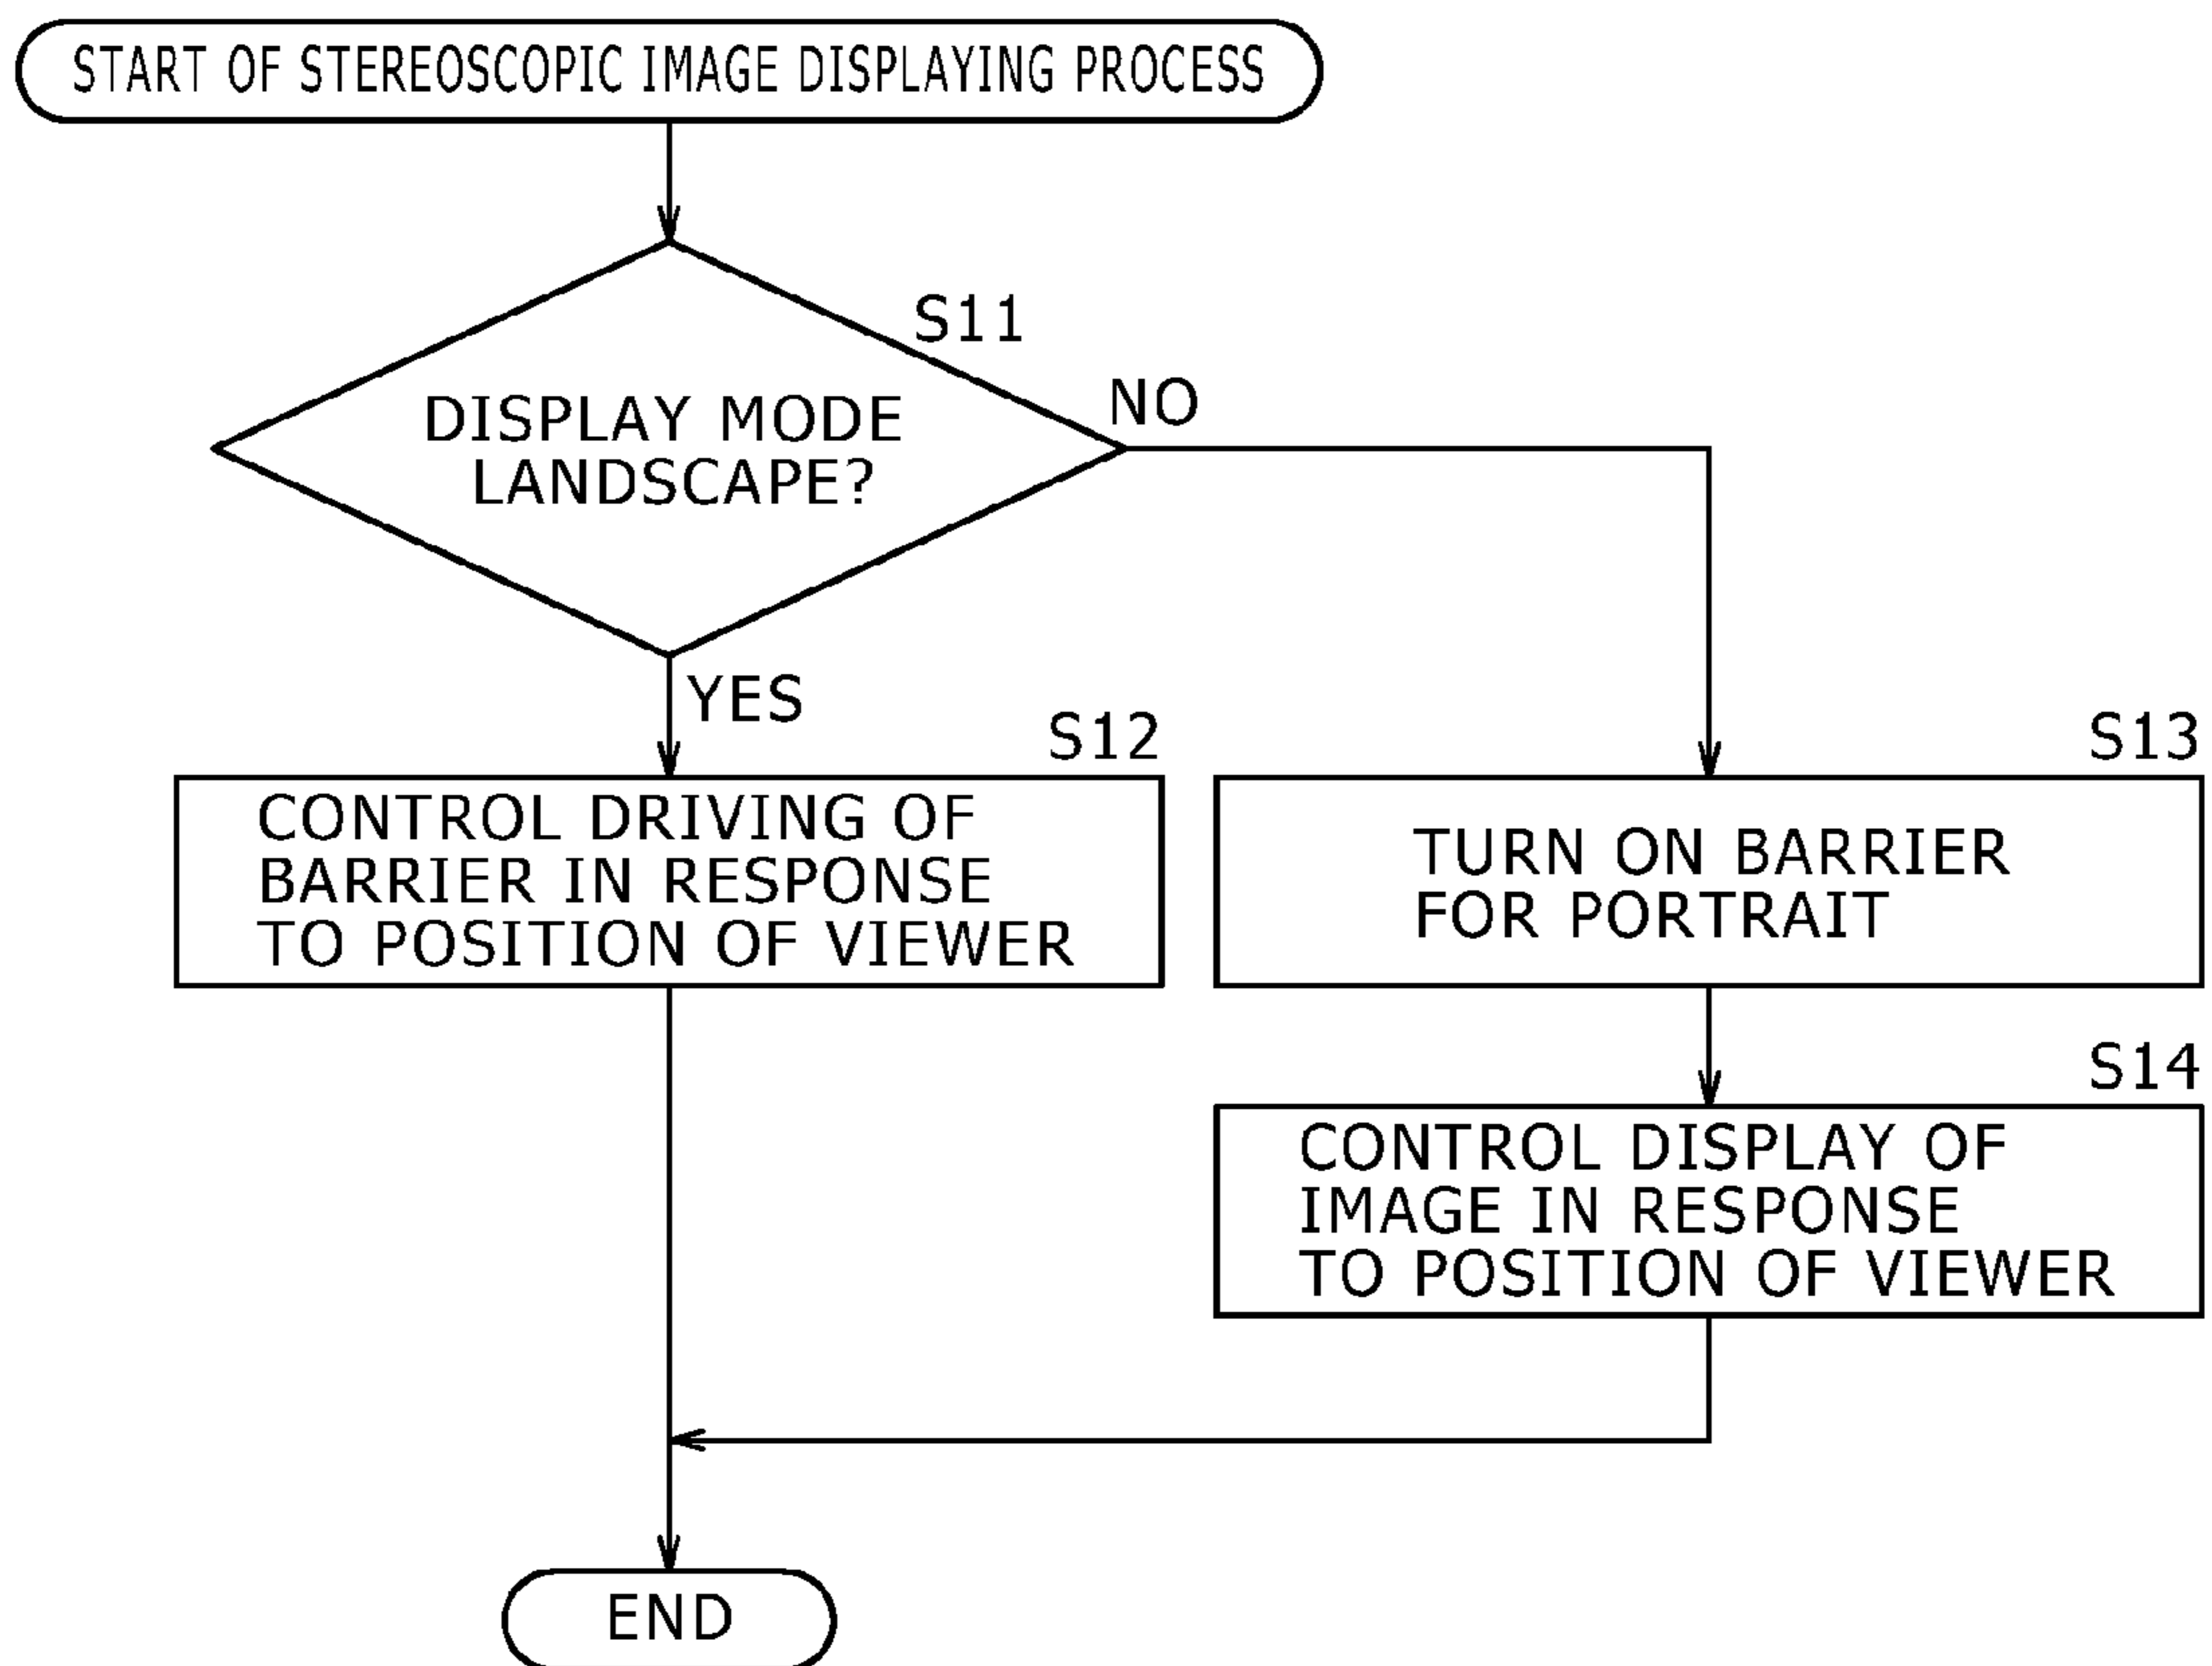 START OF STEREOSCOPIC IMAGE DISPLAYING PROCESS
S11
DISPLAY MODE
LANDSCAPE?
NO
YES
S12
CONTROL DRIVING OF
BARRIER IN RESPONSE
TO POSITION OF VIEWER
S13
TURN ON BARRIER
FOR PORTRAIT
S14
CONTROL DISPLAY OF
IMAGE IN RESPONSE
TO POSITION OF VIEWER
END